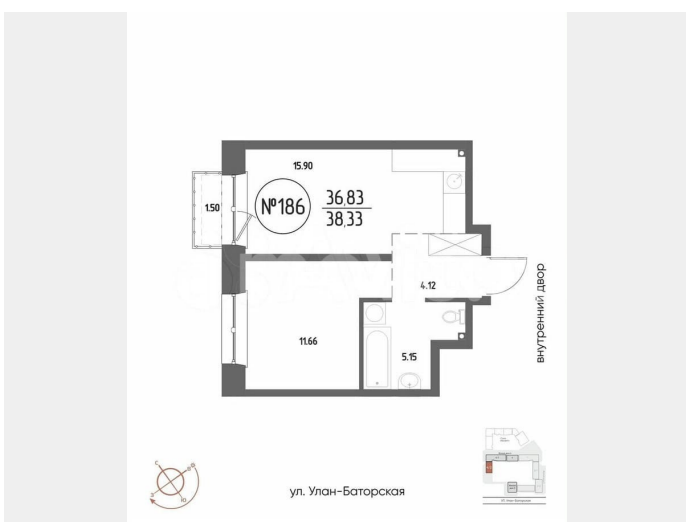 15.90
1.50
№186
36,83
38,33
4.12
11.66
5.15
внутренний двор
С
В
З
Ю
ул. Улан-Баторская